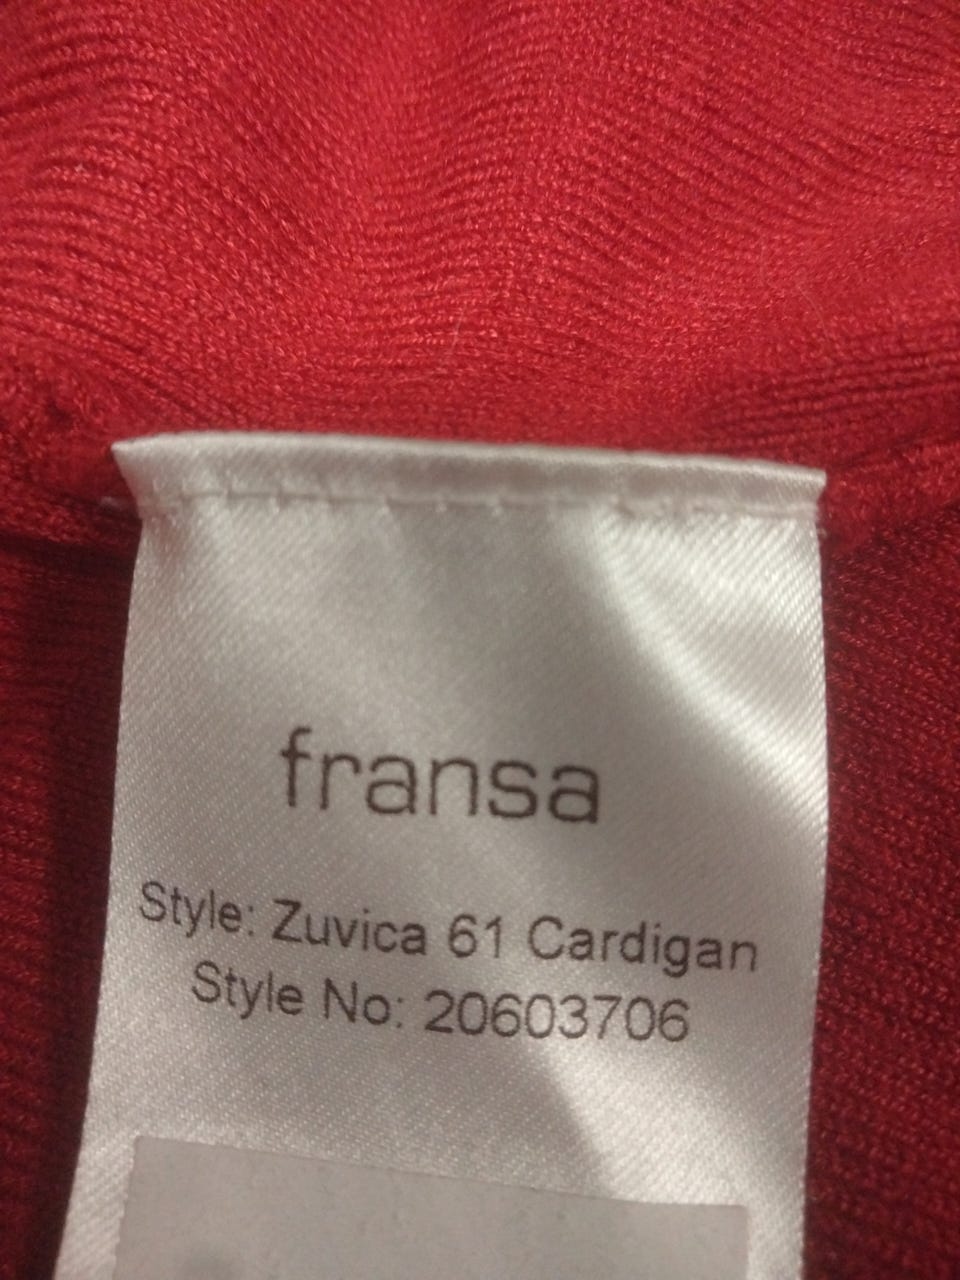 fransa
Style: Zuvica 61 Cardigan
Style No: 20603706